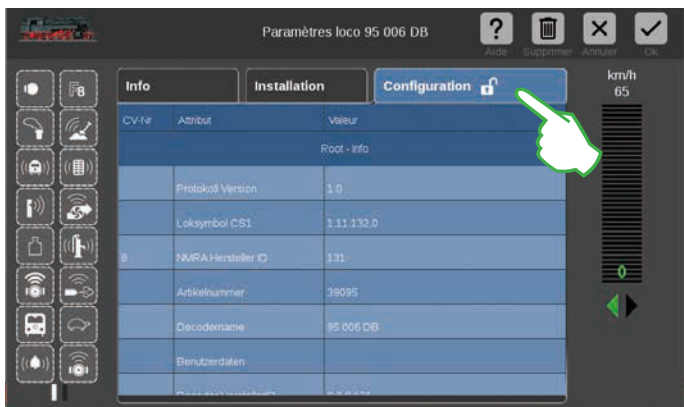 Paramètres loco 95 006 DB
Aide Supprimer Annuler Ok
Info Installation Configuration
km/h
65
F8
CV-Nr Attribut Valeur
Root - Info
Protokoll Version 1.0
Loksymbol CS1 1.11.132.0
8 NMRA Hersteller ID 131
Artikelnummer 39095
Decodername 95 006 DB
Benutzerdaten
0